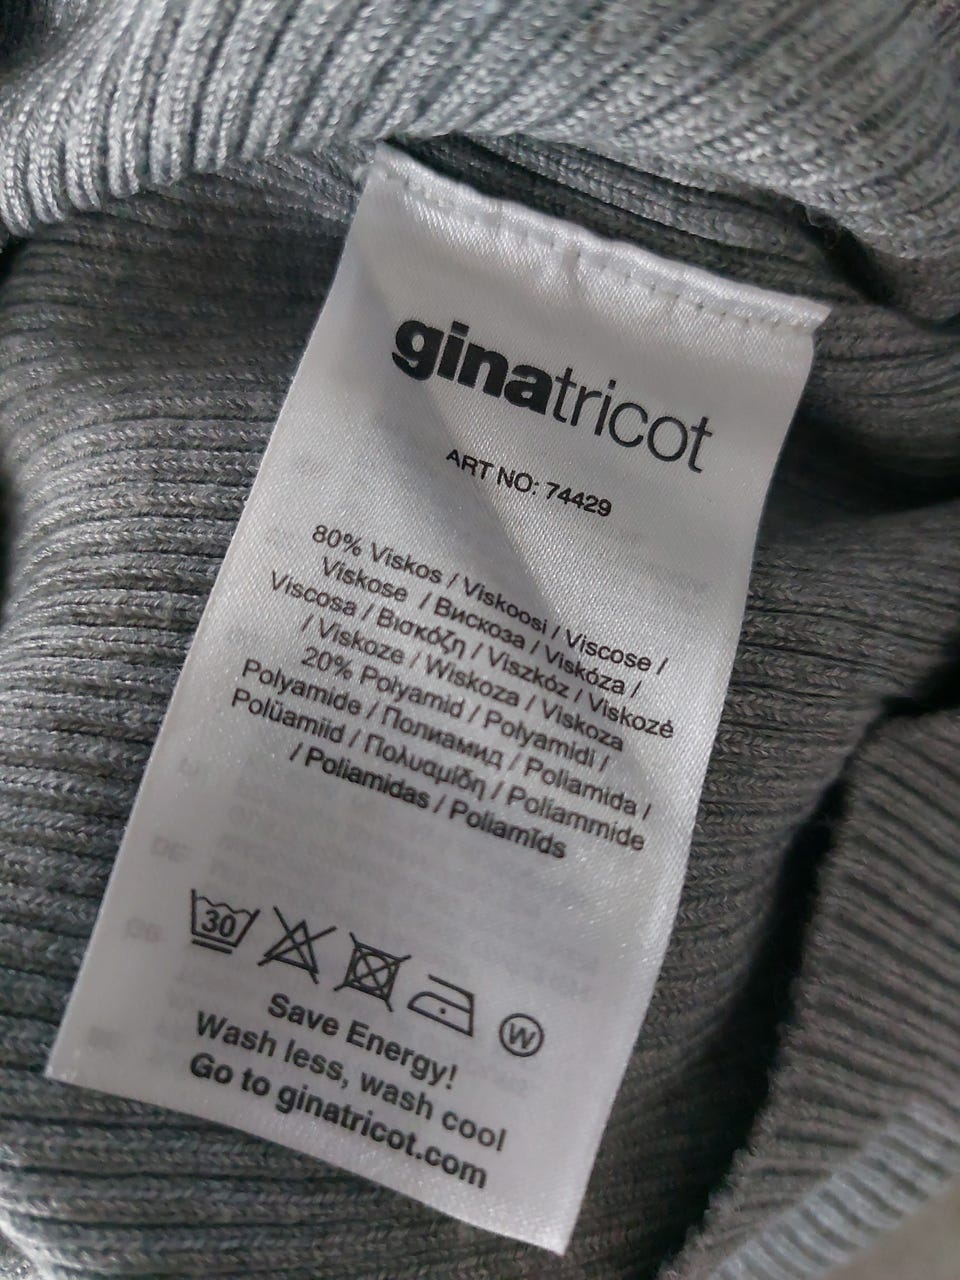 ginatricot
ART NO: 74429
80% Viskos / Viskoosi / Viscose /
Viskose / Вискоза / Viskóza /
Viscosa / Βισκόζη / Viszkóz / Viskozė
/ Viskoze / Wiskoza / Viskoza
20% Polyamid / Polyamidi /
Polyamide / Полиамид / Poliamida /
Polüamiid / Πολυαμίδη / Poliammide
/ Poliamidas / Poliamīds
30
W
Save Energy!
Wash less, wash cool
Go to ginatricot.com